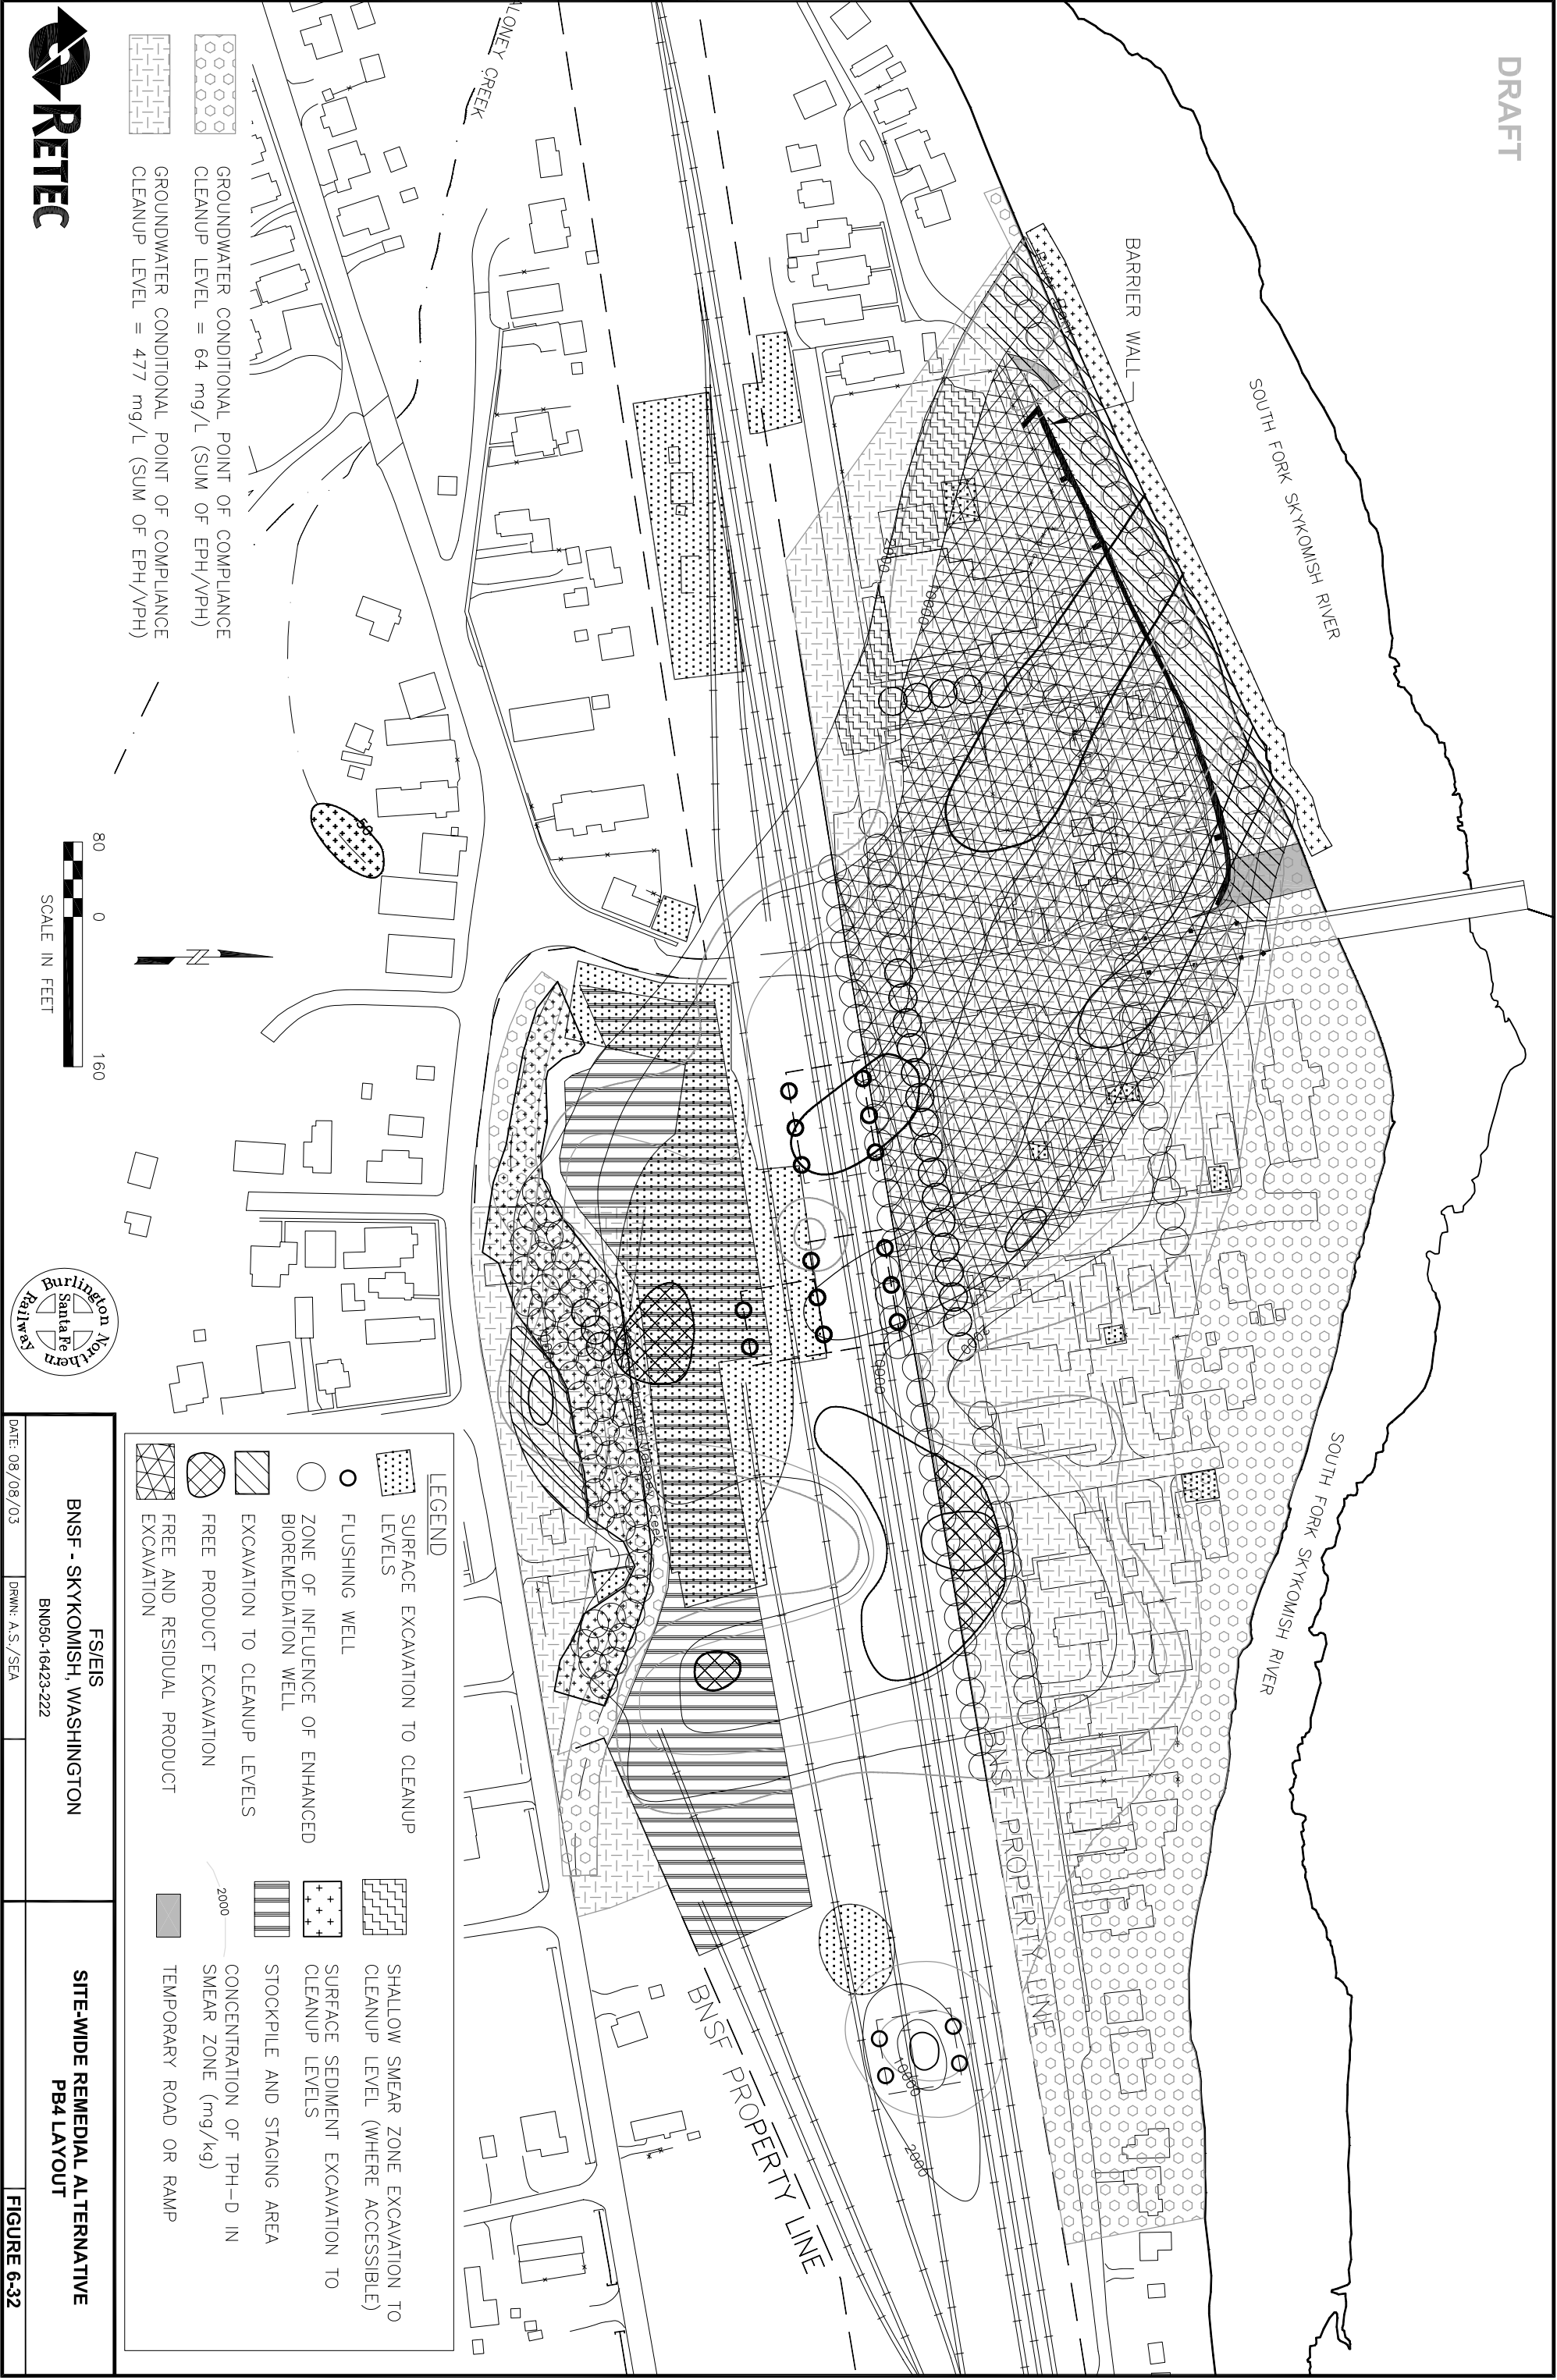 DRAFT
SOUTH FORK SKYKOMISH RIVER
SOUTH FORK SKYKOMISH RIVER
BARRIER WALL
2000
10000
BNSF PROPERTY LINE
BNSF PROPERTY LINE
10000
2000
50
LONEY CREEK
GROUNDWATER CONDITIONAL POINT OF COMPLIANCE
CLEANUP LEVEL = 64 mg/L (SUM OF EPH/VPH)
GROUNDWATER CONDITIONAL POINT OF COMPLIANCE
CLEANUP LEVEL = 477 mg/L (SUM OF EPH/VPH)
RETEC
80 0 160
SCALE IN FEET
N
Burlington Northern
Santa Fe
Railway
LEGEND
SURFACE EXCAVATION TO CLEANUP
LEVELS
FLUSHING WELL
ZONE OF INFLUENCE OF ENHANCED
BIOREMEDIATION WELL
EXCAVATION TO CLEANUP LEVELS
FREE PRODUCT EXCAVATION
FREE AND RESIDUAL PRODUCT
EXCAVATION
SHALLOW SMEAR ZONE EXCAVATION TO
CLEANUP LEVEL (WHERE ACCESSIBLE)
SURFACE SEDIMENT EXCAVATION TO
CLEANUP LEVELS
STOCKPILE AND STAGING AREA
2000
CONCENTRATION OF TPH-D IN
SMEAR ZONE (mg/kg)
TEMPORARY ROAD OR RAMP
FS/EIS
BNSF - SKYKOMISH, WASHINGTON
BN050-16423-222
DATE: 08/08/03
DRWN: A.S./SEA
SITE-WIDE REMEDIAL ALTERNATIVE
PB4 LAYOUT
FIGURE 6-32